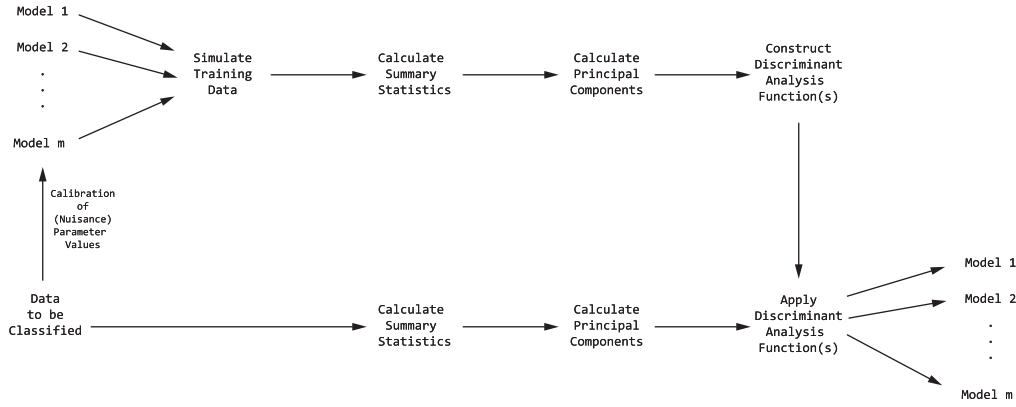 Model 1
Model 2
.
.
.
Model m
Simulate
Training
Data
Calculate
Summary
Statistics
Calculate
Principal
Components
Construct
Discriminant
Analysis
Function(s)
Calibration
of
(Nuisance)
Parameter
Values
Data
to be
Classified
Calculate
Summary
Statistics
Calculate
Principal
Components
Apply
Discriminant
Analysis
Function(s)
Model 1
Model 2
.
.
.
Model m